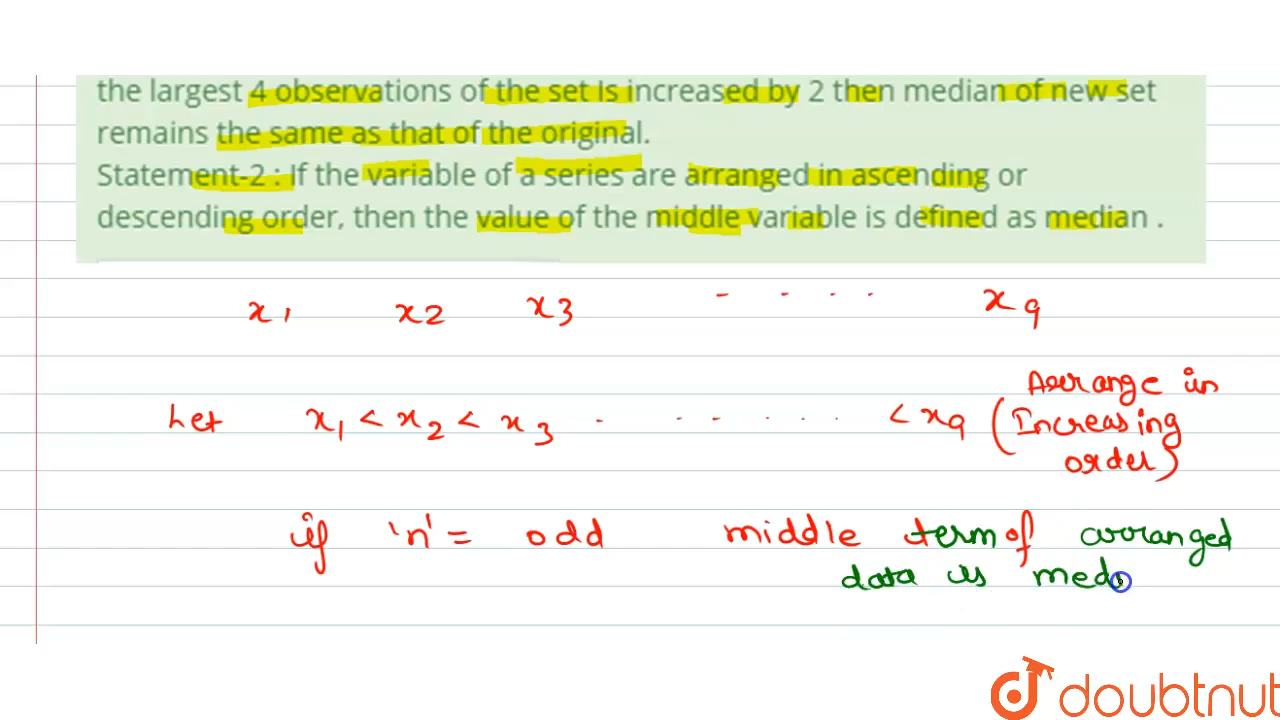 the largest 4 observations of the set is increased by 2 then median of new set
remains the same as that of the original.
Statement-2 : If the variable of a series are arranged in ascending or
descending order, then the value of the middle variable is defined as median .
x1 x2 x3 - - - - x9
Let x1 < x2 < x3 - - - - - - < x9 (Arrange in
Increasing
order)
if 'n' = odd middle term of arranged
data is medi
doubtnut